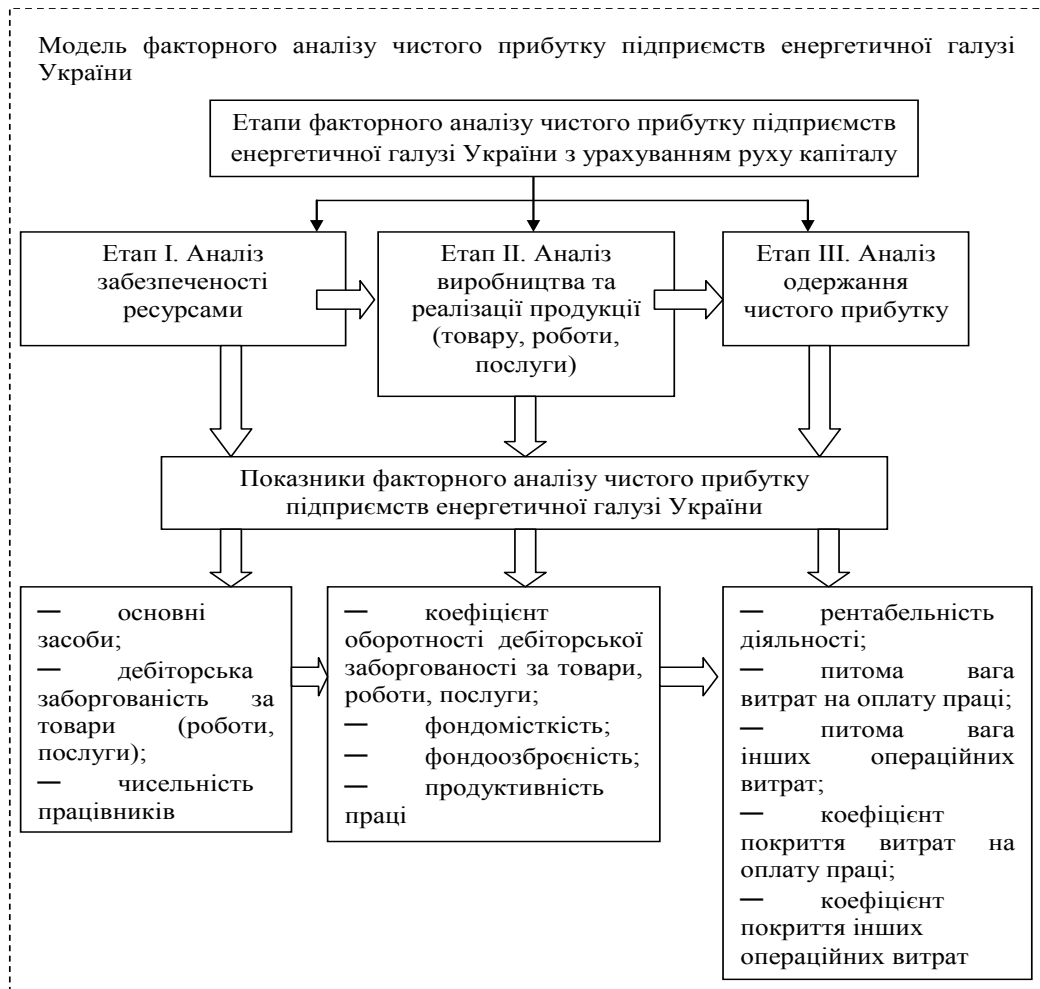 Модель факторного аналізу чистого прибутку підприємств енергетичної галузі
України
Етапи факторного аналізу чистого прибутку підприємств
енергетичної галузі України з урахуванням руху капіталу
Етап I. Аналіз
забезпеченості
ресурсами
Етап II. Аналіз
виробництва та
реалізації продукції
(товару, роботи,
послуги)
Етап III. Аналіз
одержання
чистого прибутку
Показники факторного аналізу чистого прибутку
підприємств енергетичної галузі України
— основні
засоби;
— дебіторська
заборгованість за
товари (роботи,
послуги);
— чисельність
працівників
— коефіцієнт
оборотності дебіторської
заборгованості за товари,
роботи, послуги;
— фондомісткість;
— фондоозброєність;
— продуктивність
праці
— рентабельність
діяльності;
— питома вага
витрат на оплату праці;
— питома вага
інших операційних
витрат;
— коефіцієнт
покриття витрат на
оплату праці;
— коефіцієнт
покриття інших
операційних витрат